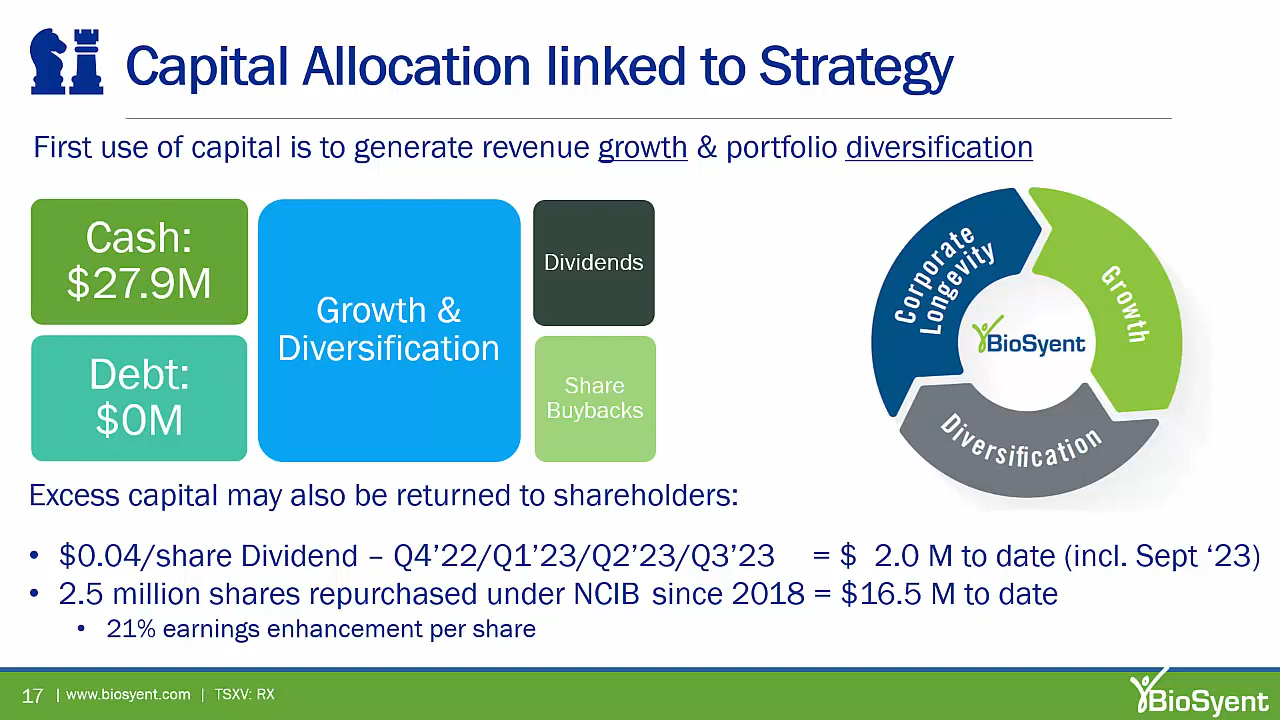 Capital Allocation linked to Strategy
First use of capital is to generate revenue growth & portfolio diversification
Cash:
$27.9M
Debt:
$0M
Growth &
Diversification
Dividends
Share
Buybacks
Corporate
Longevity
Growth
Diversification
BioSyent
Excess capital may also be returned to shareholders:
• $0.04/share Dividend – Q4’22/Q1’23/Q2’23/Q3’23 = $ 2.0 M to date (incl. Sept ‘23)
• 2.5 million shares repurchased under NCIB since 2018 = $16.5 M to date
• 21% earnings enhancement per share
17 | www.biosyent.com | TSXV: RX
BioSyent